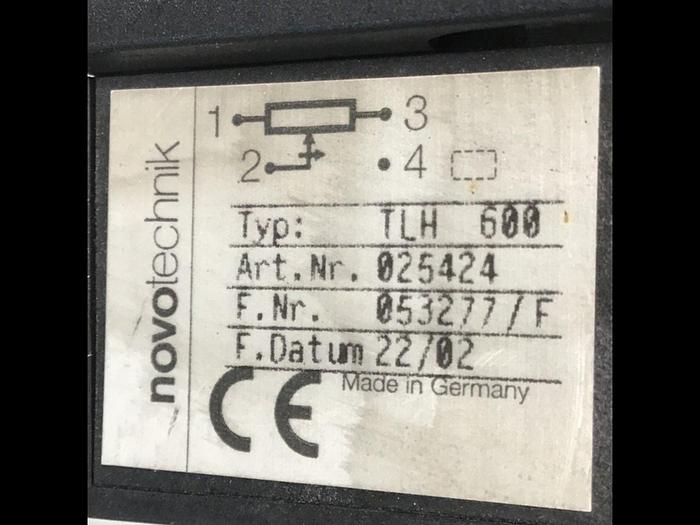 novotechnik
1 3
2 4
Typ: TLH 600
Art.Nr. 025424
F.Nr. 053277/F
F.Datum 22/02
CE Made in Germany